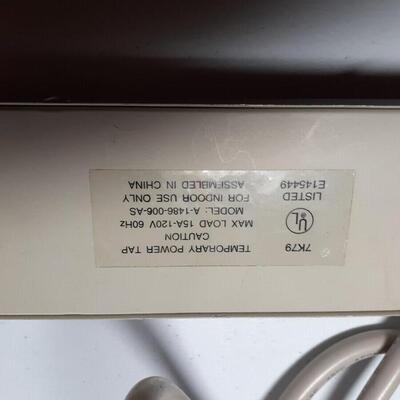 TEMPORARY POWER TAP
CAUTION
MAX LOAD 15A-120V 60Hz
MODEL: A-1486-006-AS
FOR INDOOR USE ONLY
ASSEMBLED IN CHINA
7K79
UL
LISTED
E145449